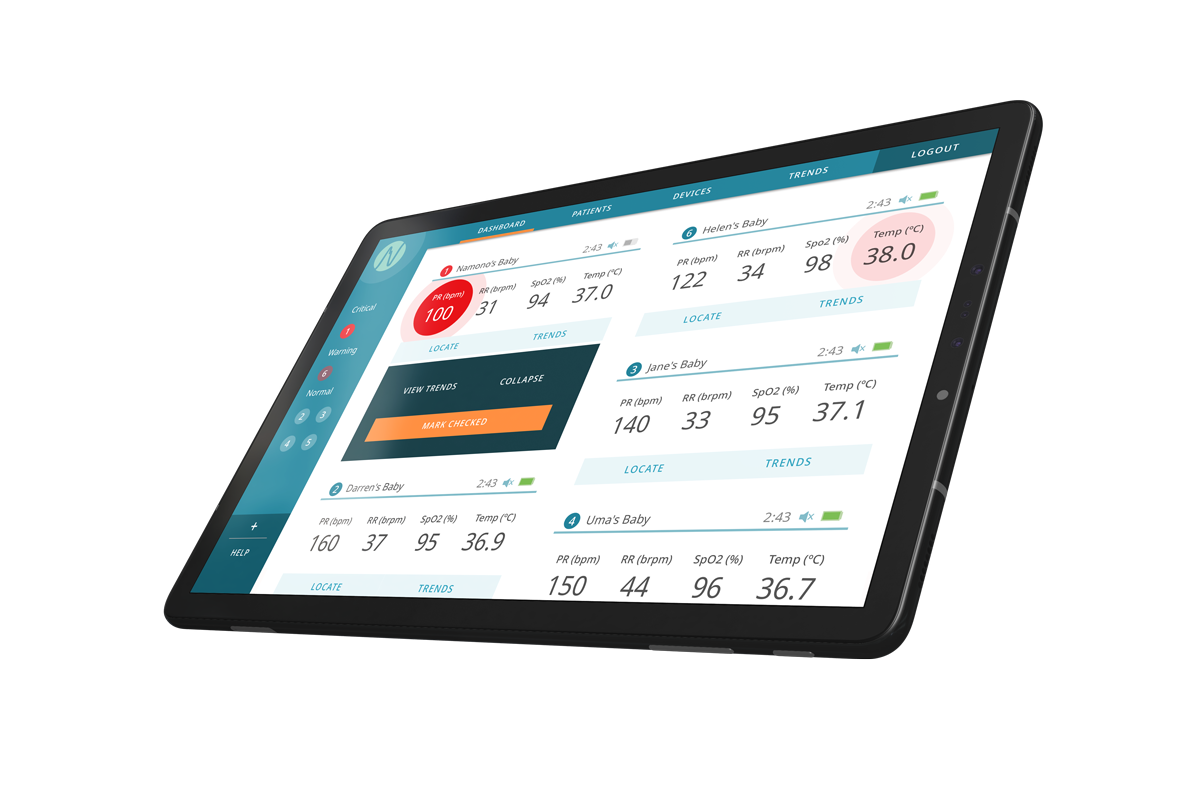 DASHBOARD PATIENTS DEVICES TRENDS LOGOUT
N
Critical
1
Warning
6
Normal
2 3
4 5
+
HELP
1 Namono's Baby 2:43
PR (bpm) RR (brpm) SpO2 (%) Temp (°C)
100 31 94 37.0
LOCATE TRENDS
VIEW TRENDS COLLAPSE
MARK CHECKED
2 Darren's Baby 2:43
PR (bpm) RR (brpm) SpO2 (%) Temp (°C)
160 37 95 36.9
LOCATE TRENDS
6 Helen's Baby 2:43
PR (bpm) RR (brpm) Spo2 (%) Temp (°C)
122 34 98 38.0
LOCATE TRENDS
3 Jane's Baby 2:43
PR (bpm) RR (brpm) SpO2 (%) Temp (°C)
140 33 95 37.1
LOCATE TRENDS
4 Uma's Baby 2:43
PR (bpm) RR (brpm) SpO2 (%) Temp (°C)
150 44 96 36.7